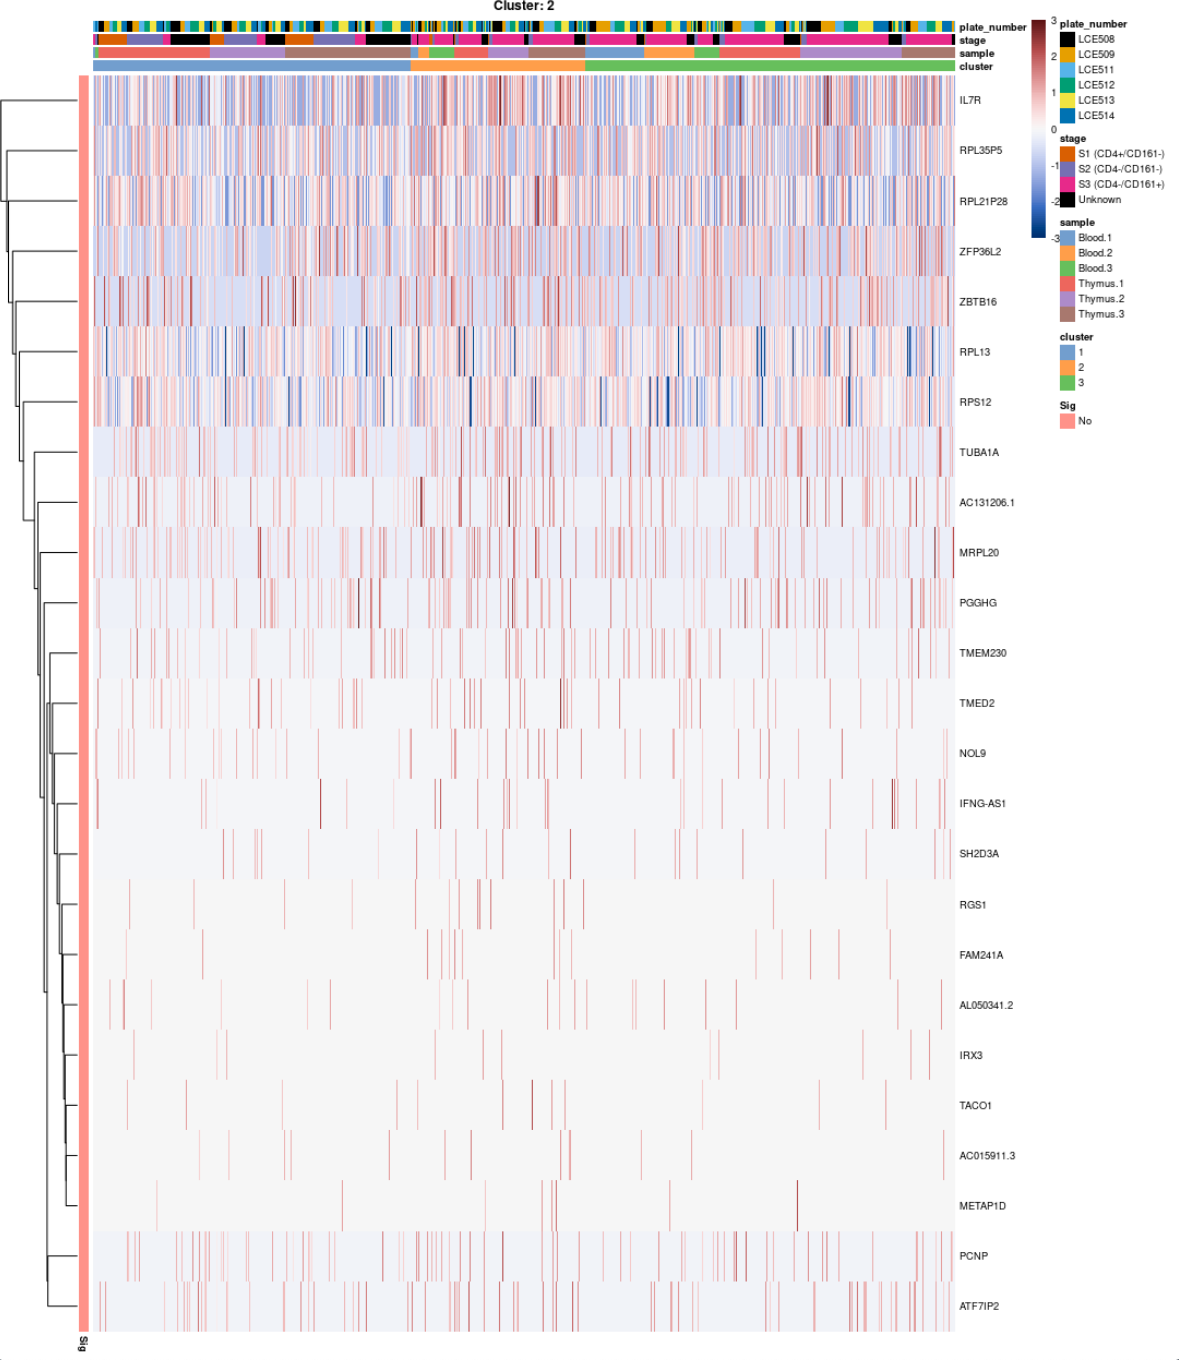 Cluster: 2
plate_number
stage
sample
cluster
IL7R
RPL35P5
RPL21P28
ZFP36L2
ZBTB16
RPL13
RPS12
TUBA1A
AC131206.1
MRPL20
PGGHG
TMEM230
TMED2
NOL9
IFNG-AS1
SH2D3A
RGS1
FAM241A
AL050341.2
IRX3
TACO1
AC015911.3
METAP1D
PCNP
ATF7IP2
Sig
3
2
1
0
-1
-2
-3
plate_number
LCE508
LCE509
LCE511
LCE512
LCE513
LCE514
stage
S1 (CD4+/CD161-)
S2 (CD4-/CD161-)
S3 (CD4-/CD161+)
Unknown
sample
Blood.1
Blood.2
Blood.3
Thymus.1
Thymus.2
Thymus.3
cluster
1
2
3
Sig
No